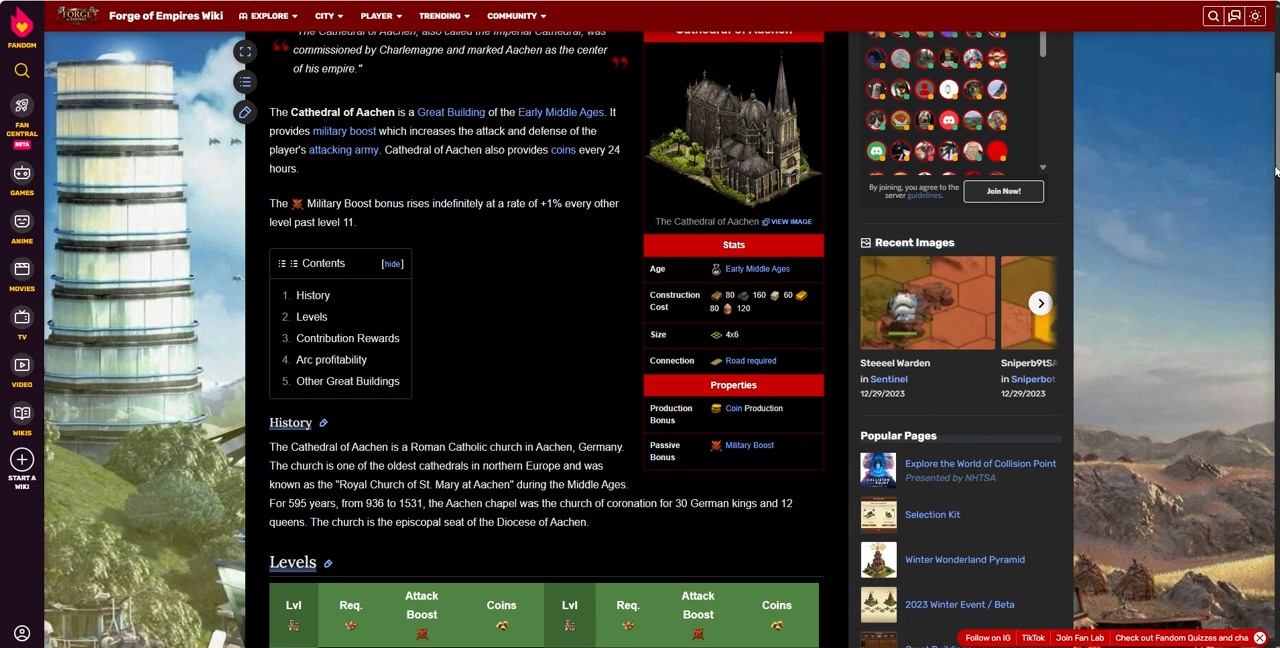 FORGE OF EMPIRES
Forge of Empires Wiki
EXPLORE
CITY
PLAYER
TRENDING
COMMUNITY
FANDOM
FAN
CENTRAL
BETA
GAMES
ANIME
MOVIES
TV
VIDEO
WIKIS
START A
WIKI
"The Cathedral of Aachen, also called the Imperial Cathedral, was
commissioned by Charlemagne and marked Aachen as the center
of his empire."
The Cathedral of Aachen is a Great Building of the Early Middle Ages. It
provides military boost which increases the attack and defense of the
player's attacking army. Cathedral of Aachen also provides coins every 24
hours.
The Military Boost bonus rises indefinitely at a rate of +1% every other
level past level 11.
Contents [hide]
1. History
2. Levels
3. Contribution Rewards
4. Arc profitability
5. Other Great Buildings
History
The Cathedral of Aachen is a Roman Catholic church in Aachen, Germany.
The church is one of the oldest cathedrals in northern Europe and was
known as the "Royal Church of St. Mary at Aachen" during the Middle Ages.
For 595 years, from 936 to 1531, the Aachen chapel was the church of coronation for 30 German kings and 12
queens. The church is the episcopal seat of the Diocese of Aachen.
Levels
Lvl Req. Attack Boost Coins Lvl Req. Attack Boost Coins
Cathedral of Aachen
The Cathedral of Aachen VIEW IMAGE
Stats
Age Early Middle Ages
Construction Cost 80 160 60
80 120
Size 4x6
Connection Road required
Properties
Production Bonus Coin Production
Passive Bonus Military Boost
By joining, you agree to the
server guidelines.
Join Now!
Recent Images
Steeeel Warden
in Sentinel
12/29/2023
Sniperb9tSA
in Sniperbot
12/29/2023
Popular Pages
Explore the World of Collision Point
Presented by NHTSA
Selection Kit
Winter Wonderland Pyramid
2023 Winter Event / Beta
Follow on IG
TikTok
Join Fan Lab
Check out Fandom Quizzes and cha